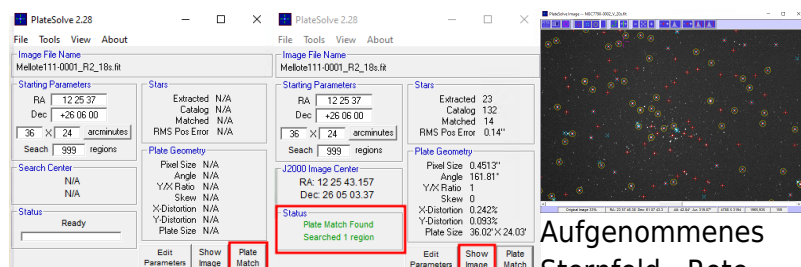 PlateSolve 2.28
File Tools View About
Image File Name
Mellote111-0001_R2_18s.fit
Starting Parameters
RA 12 25 37
Dec +26 06 00
36 X 24 arcminutes
Seach 999 regions
Search Center
N/A
N/A
Status
Ready
Stars
Extracted N/A
Catalog N/A
Matched N/A
RMS Pos Error N/A
Plate Geometry
Pixel Size N/A
Angle N/A
Y/X Ratio N/A
Skew N/A
X-Distortion N/A
Y-Distortion N/A
Plate Size N/A
Edit Parameters
Show Image
Plate Match
PlateSolve 2.28
File Tools View About
Image File Name
Mellote111-0001_R2_18s.fit
Starting Parameters
RA 12 25 37
Dec +26 06 00
36 X 24 arcminutes
Seach 999 regions
J2000 Image Center
RA: 12 25 43.157
Dec: 26 05 03.37
Status
Plate Match Found
Searched 1 region
Stars
Extracted 23
Catalog 132
Matched 14
RMS Pos Error 0.14''
Plate Geometry
Pixel Size 0.4513''
Angle 161.81°
Y/X Ratio 1
Skew 0
X-Distortion 0.242%
Y-Distortion 0.093%
Plate Size 36.02' X 24.03'
Edit Parameters
Show Image
Plate Match
Aufgenommenes